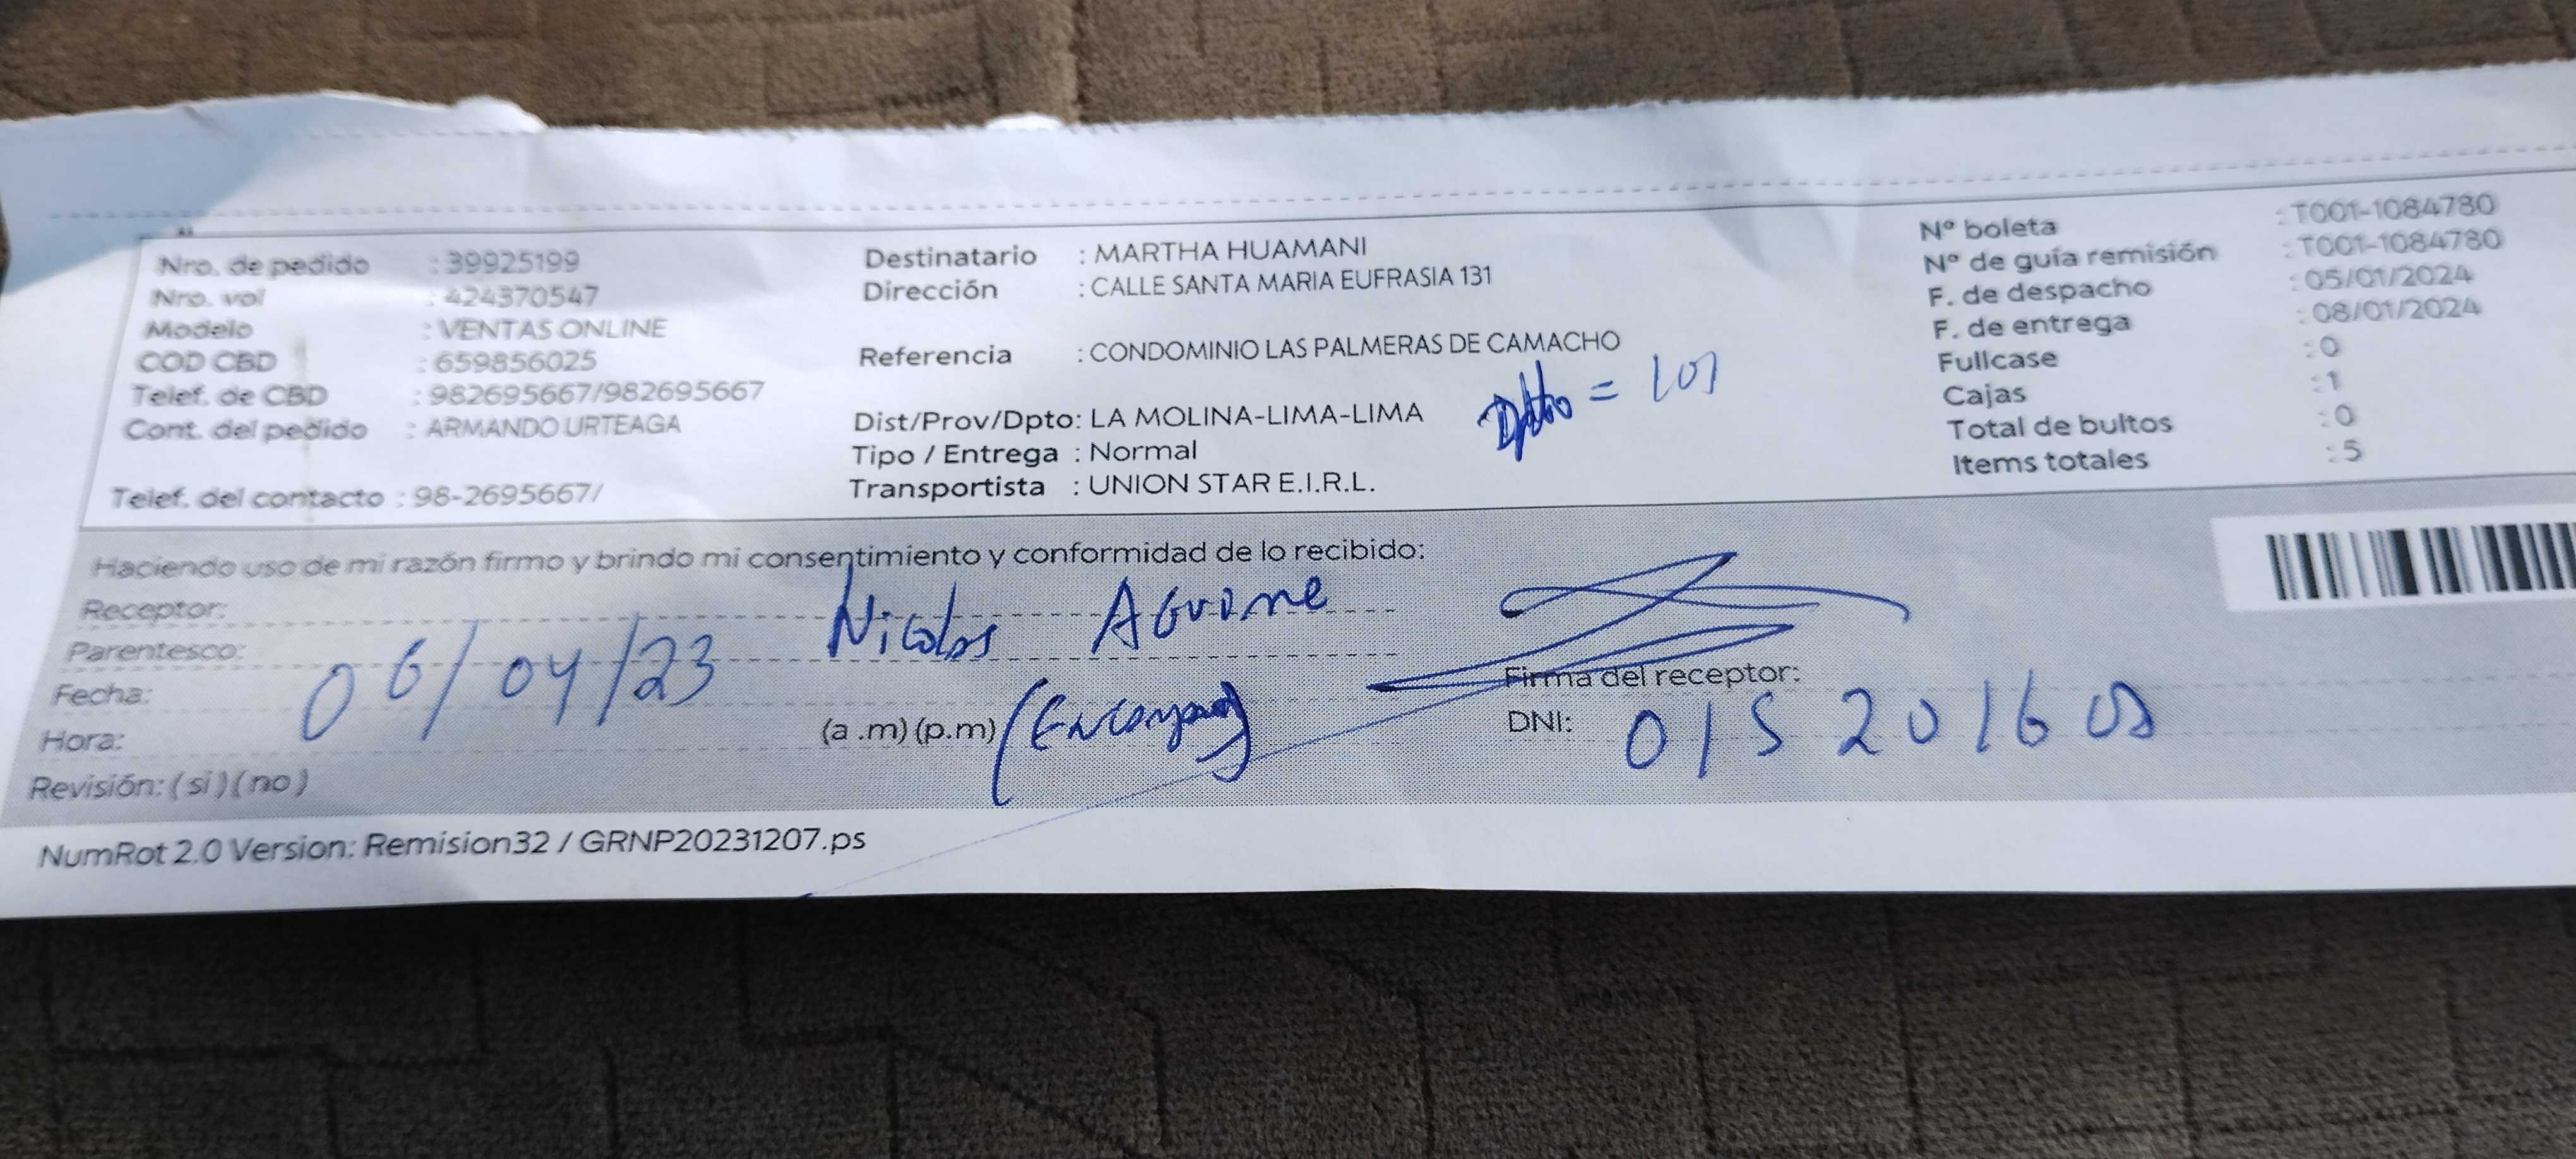 Nro. de pedido : 39925199
Nro. vol : 424370547
Modelo : VENTAS ONLINE
COD CBD : 659856025
Telef. de CBD : 982695667/982695667
Cont. del pedido : ARMANDO URTEAGA
Telef. del contacto : 98-2695667/
Destinatario : MARTHA HUAMANI
Dirección : CALLE SANTA MARIA EUFRASIA 131
Referencia : CONDOMINIO LAS PALMERAS DE CAMACHO
Dpto =
Dist/Prov/Dpto: LA MOLINA-LIMA-LIMA
Tipo / Entrega : Normal
Transportista : UNION STAR E.I.R.L.
Nº boleta : T001-1084780
Nº de guía remisión : T001-1084780
F. de despacho : 05/01/2024
F. de entrega : 08/01/2024
Fullcase : 0
Cajas : 1
Total de bultos : 0
Items totales : 5
Haciendo uso de mi razón firmo y brindo mi consentimiento y conformidad de lo recibido:
Receptor: Nicolas
Parentesco:
Fecha: 06/04/23
Hora: (a .m) (p.m)
Revisión: (si) (no)
Firma del receptor:
DNI:
NumRot 2.0 Version: Remision32 / GRNP20231207.ps